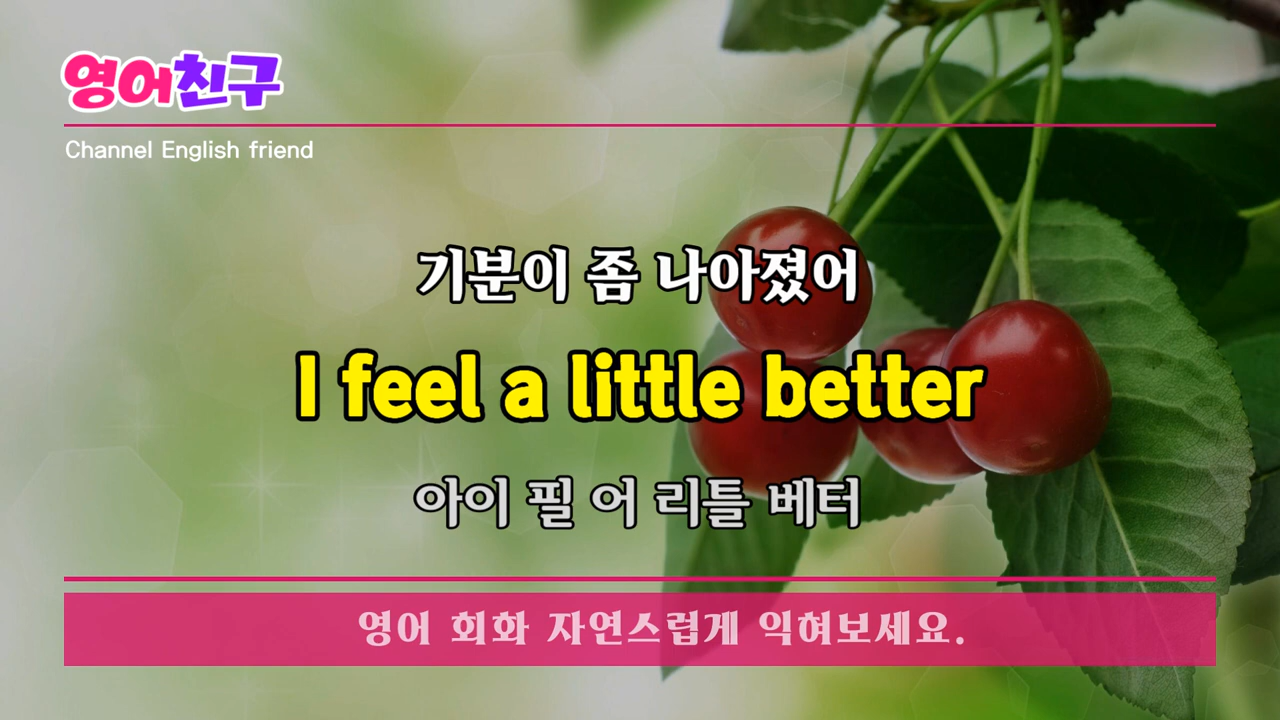 영어친구
Channel English friend
기분이 좀 나아졌어
I feel a little better
아이 필 어 리틀 베터
영어 회화 자연스럽게 익혀보세요.